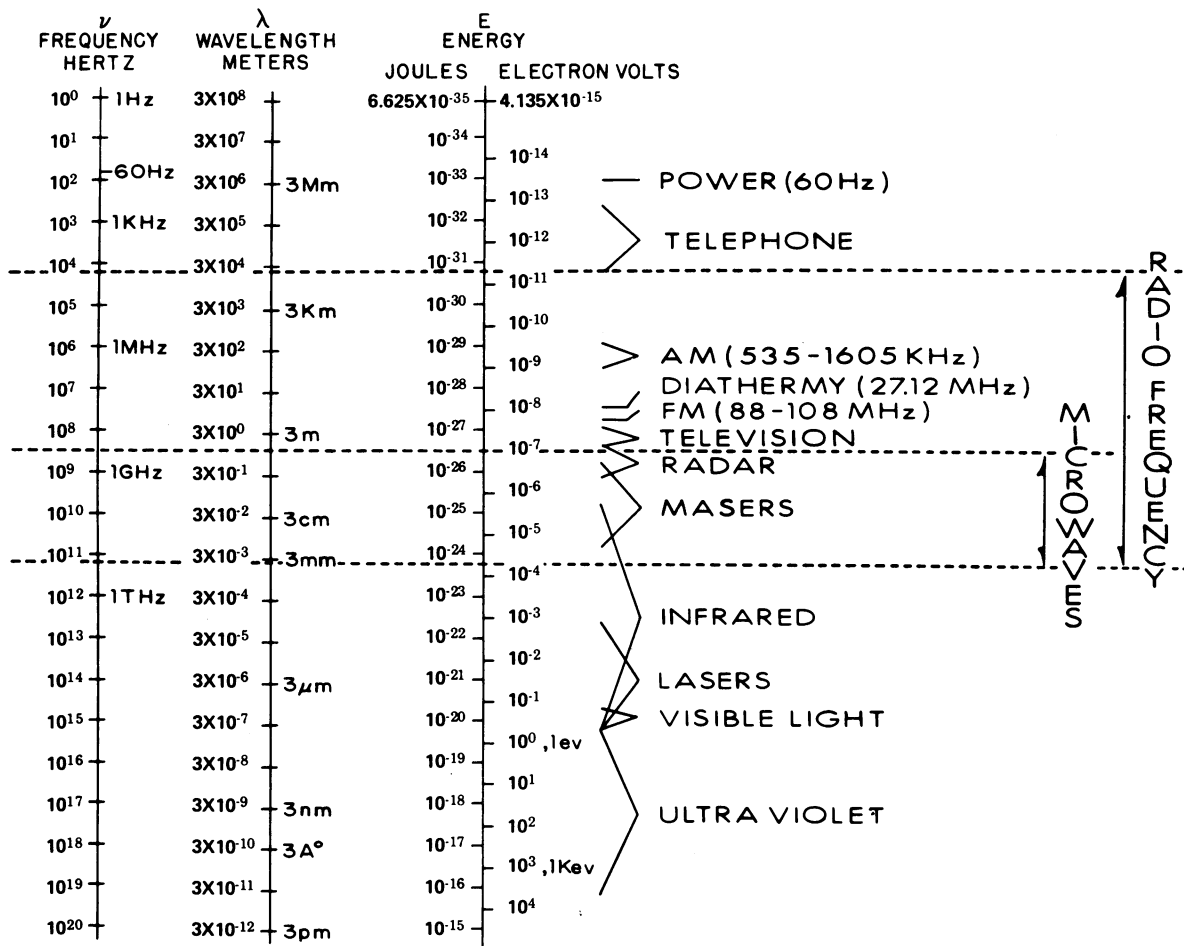 ν λ E
FREQUENCY WAVELENGTH ENERGY
HERTZ METERS JOULES ELECTRON VOLTS
10⁰ 1Hz 3X10⁸ 6.625X10⁻³⁵ 4.135X10⁻¹⁵
10¹ 3X10⁷ 10⁻³⁴
10⁻¹⁴
60Hz
10² 3X10⁶ 3Mm 10⁻³³ POWER (60Hz)
10⁻¹³
10³ 1KHz 3X10⁵ 10⁻³²
10⁻¹² TELEPHONE
10⁴ 3X10⁴ 10⁻³¹
10⁻¹¹
10⁵ 3X10³ 3Km 10⁻³⁰
10⁻¹⁰
10⁶ 1MHz 3X10² 10⁻²⁹
10⁻⁹ AM (535-1605 KHz)
10⁷ 3X10¹ 10⁻²⁸ DIATHERMY (27.12 MHz)
10⁻⁸ FM (88-108 MHz)
10⁸ 3X10⁰ 3m 10⁻²⁷ TELEVISION
10⁻⁷
10⁹ 1GHz 3X10⁻¹ 10⁻²⁶ RADAR
10⁻⁶
10¹⁰ 3X10⁻² 3cm 10⁻²⁵ MASERS
10⁻⁵
10¹¹ 3X10⁻³ 3mm 10⁻²⁴
10⁻⁴
10¹² 1THz 3X10⁻⁴ 10⁻²³
10⁻³ INFRARED
10¹³ 3X10⁻⁵ 10⁻²²
10⁻²
10¹⁴ 3X10⁻⁶ 3μm 10⁻²¹ LASERS
10⁻¹
10¹⁵ 3X10⁻⁷ 10⁻²⁰ VISIBLE LIGHT
10⁰ ,1ev
10¹⁶ 3X10⁻⁸ 10⁻¹⁹
10¹
10¹⁷ 3X10⁻⁹ 3nm 10⁻¹⁸ ULTRA VIOLET
10²
10¹⁸ 3X10⁻¹⁰ 3A° 10⁻¹⁷
10³ ,1Kev
10¹⁹ 3X10⁻¹¹ 10⁻¹⁶
10⁴
10²⁰ 3X10⁻¹² 3pm 10⁻¹⁵
MICROWAVES
RADIO FREQUENCY